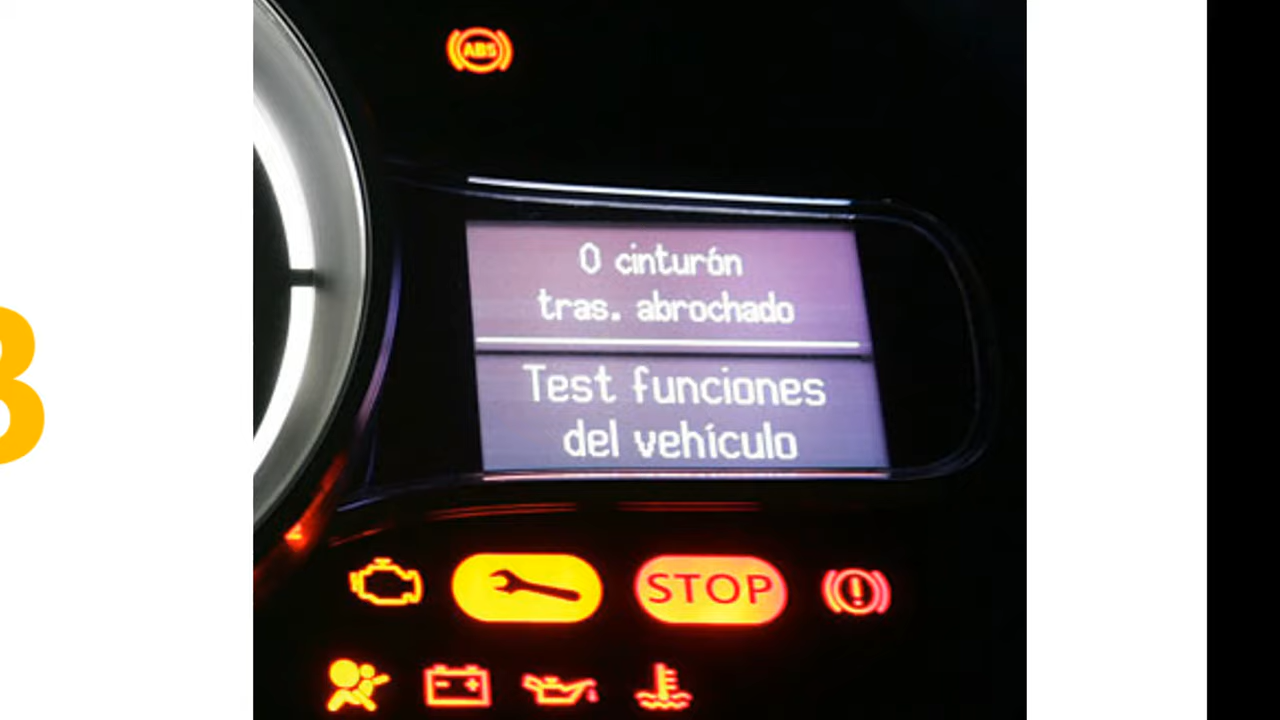 ABS
0 cinturón
tras. abrochado
Test funciones
del vehículo
STOP